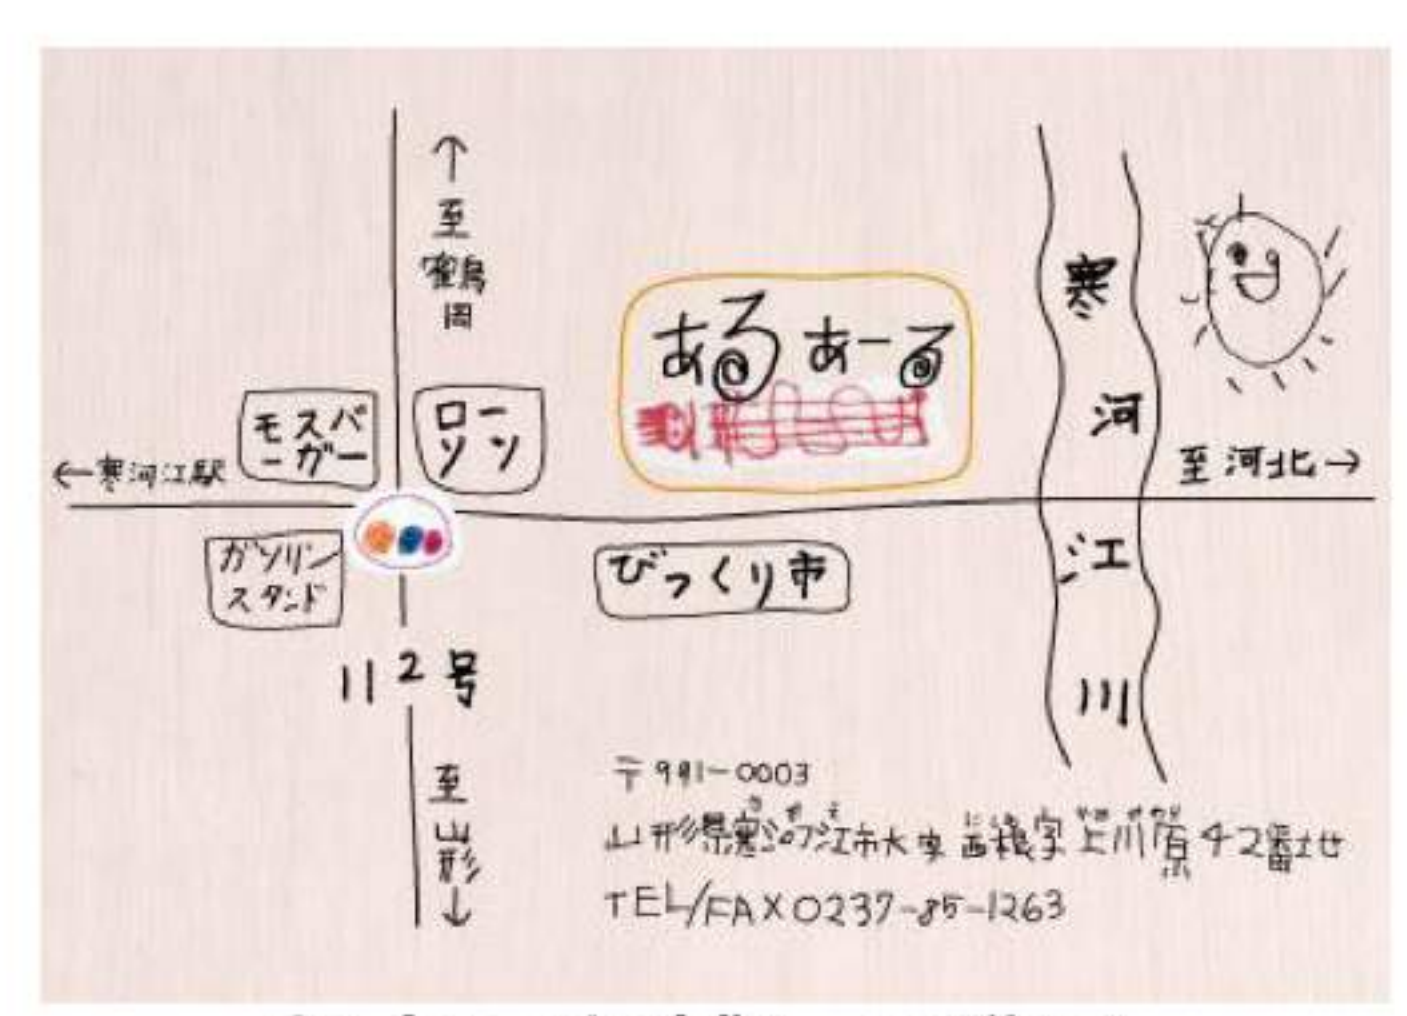 ↑
至鶴岡
あるあーる
寒河江川
モスバ
ーガー
ロー
ソン
←寒河江駅
至河北→
ガソリン
スタンド
びっくり市
112号
至山形
↓
〒991-0003
さがえ
山形県寒河江市大字西根字上川原42番地
TEL/FAX0237-85-1263